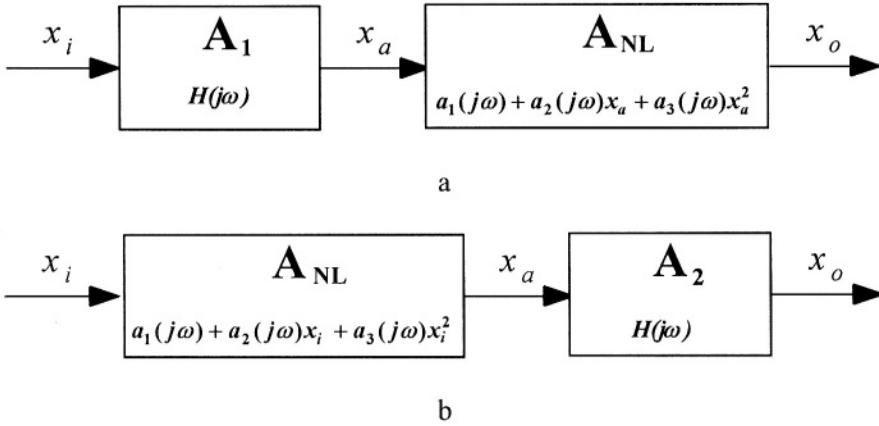 x_i A_1 x_a A_NL x_o
H(jω) a_1(jω) + a_2(jω)x_a + a_3(jω)x_a^2
a
x_i A_NL x_a A_2 x_o
a_1(jω) + a_2(jω)x_i + a_3(jω)x_i^2 H(jω)
b